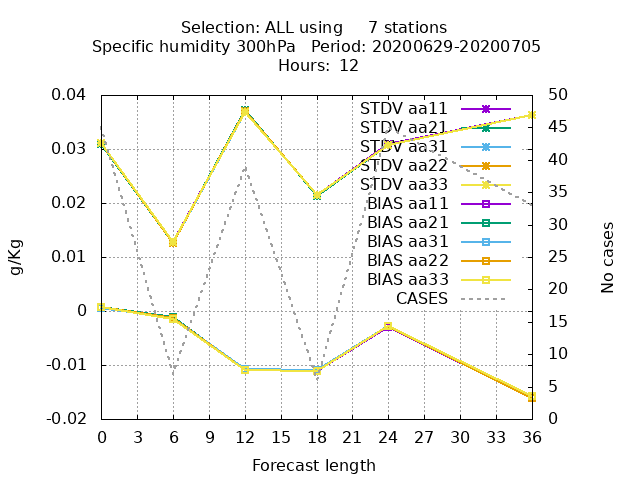 Selection: ALL using 7 stations
Specific humidity 300hPa Period: 20200629-20200705
Hours: 12
0.04
0.03
0.02
0.01
0
-0.01
-0.02
g/Kg
STDV aa11
STDV aa21
STDV aa31
STDV aa22
STDV aa33
BIAS aa11
BIAS aa21
BIAS aa31
BIAS aa22
BIAS aa33
CASES
50
45
40
35
30
25
20
15
10
5
0
No cases
0 3 6 9 12 15 18 21 24 27 30 33 36
Forecast length